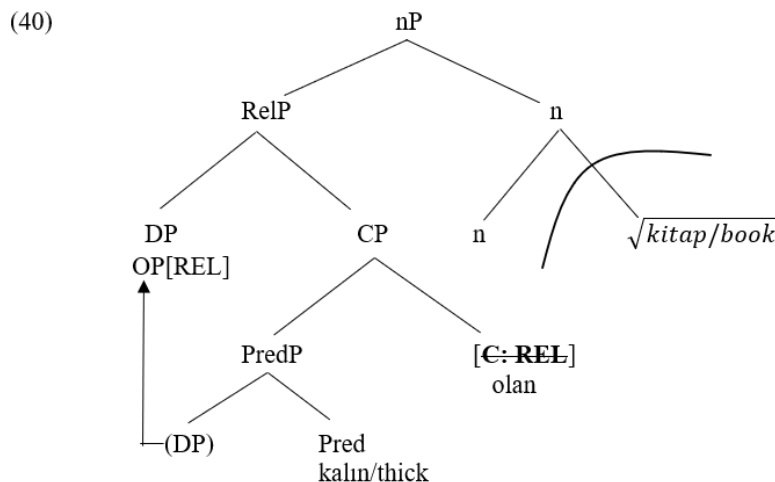 (40)
nP
RelP n
DP CP n √kitap/book
OP[REL]
PredP [C: REL]
olan
(DP) Pred
kalın/thick